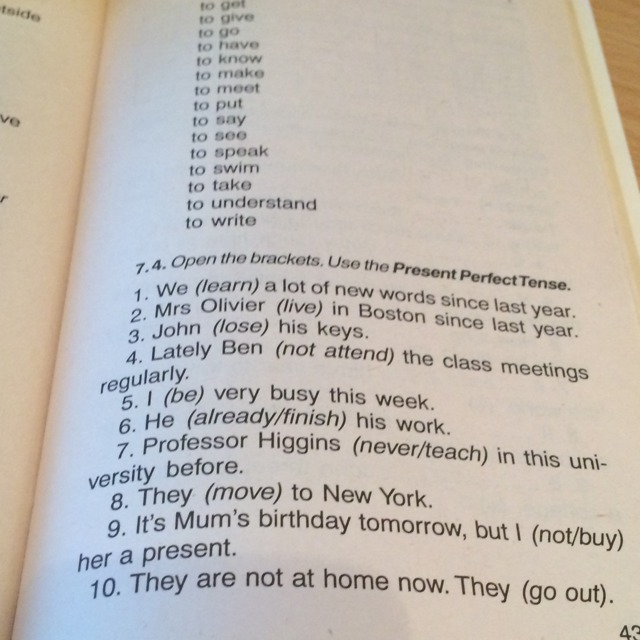 tside
ve
r
to get
to give
to go
to have
to know
to make
to meet
to put
to say
to see
to speak
to swim
to take
to understand
to write
7.4. Open the brackets. Use the Present Perfect Tense.
1. We (learn) a lot of new words since last year.
2. Mrs Olivier (live) in Boston since last year.
3. John (lose) his keys.
4. Lately Ben (not attend) the class meetings
regularly.
5. I (be) very busy this week.
6. He (already/finish) his work.
7. Professor Higgins (never/teach) in this uni-
versity before.
8. They (move) to New York.
9. It's Mum's birthday tomorrow, but I (not/buy)
her a present.
10. They are not at home now. They (go out).
43